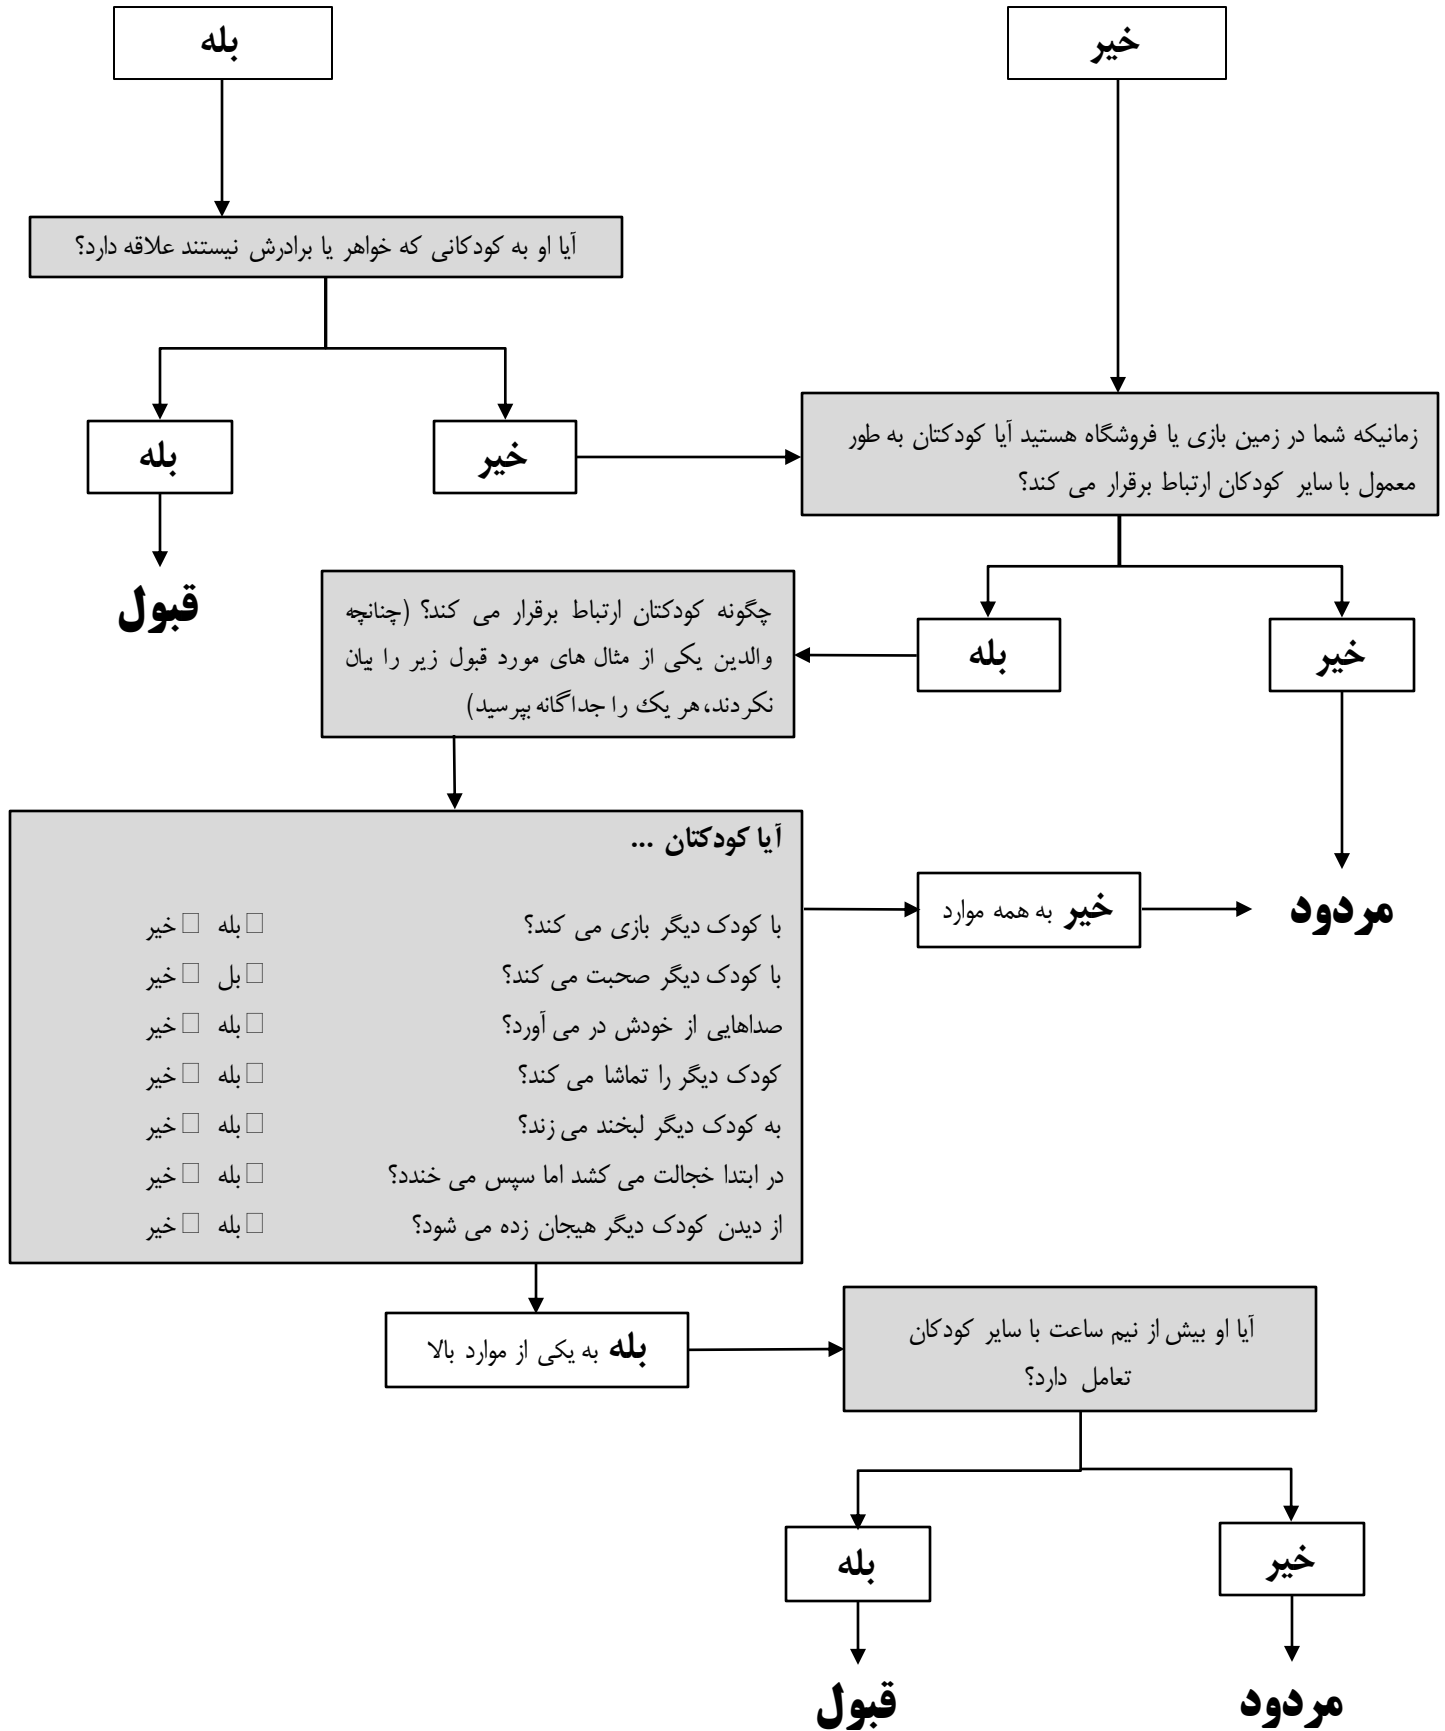 خیر
بله
آیا او به کودکانی که خواهر یا برادرش نیستند علاقه دارد؟
زمانیکه شما در زمین بازی یا فروشگاه هستید آیا کودکتان به طور
معمول با سایر کودکان ارتباط برقرار می کند؟
خیر
بله
قبول
خیر
بله
چگونه کودکتان ارتباط برقرار می کند؟ (چنانچه
والدین یکی از مثال های مورد قبول زیر را بیان
نکردند،هر یک را جداگانه بپرسید)
آیا کودکتان ...
با کودک دیگر بازی می کند؟ □بله □خیر
با کودک دیگر صحبت می کند؟ □بل □خیر
صداهایی از خودش در می آورد؟ □بله □خیر
کودک دیگر را تماشا می کند؟ □بله □خیر
به کودک دیگر لبخند می زند؟ □بله □خیر
در ابتدا خجالت می کشد اما سپس می خندد؟ □بله □خیر
از دیدن کودک دیگر هیجان زده می شود؟ □بله □خیر
خیر به همه موارد
مردود
بله به یکی از موارد بالا
آیا او بیش از نیم ساعت با سایر کودکان
تعامل دارد؟
خیر
بله
مردود
قبول